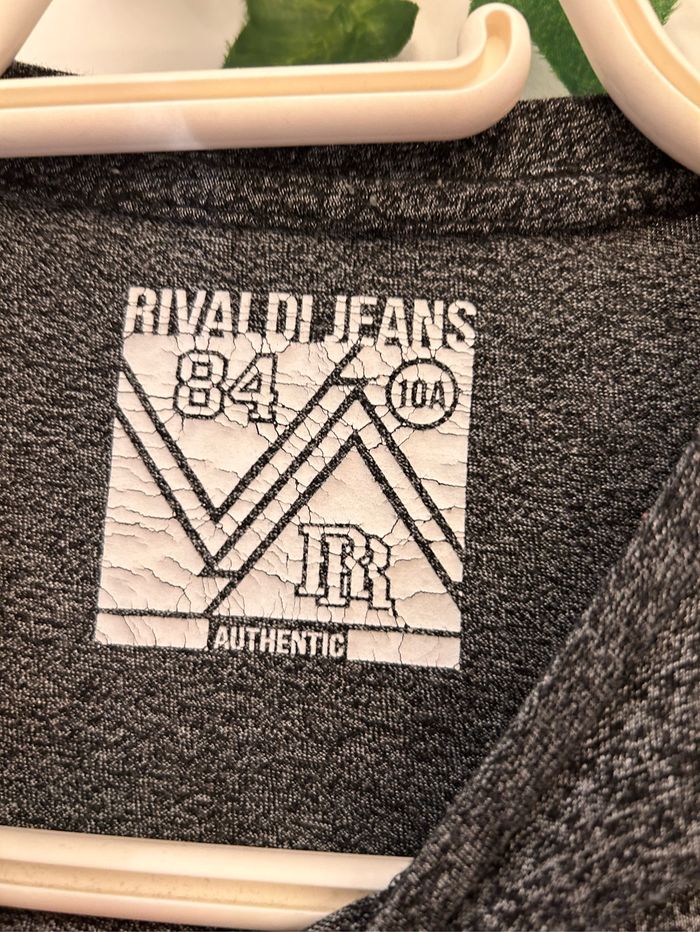 RIVALDI JEANS
84
10A
RR
AUTHENTIC